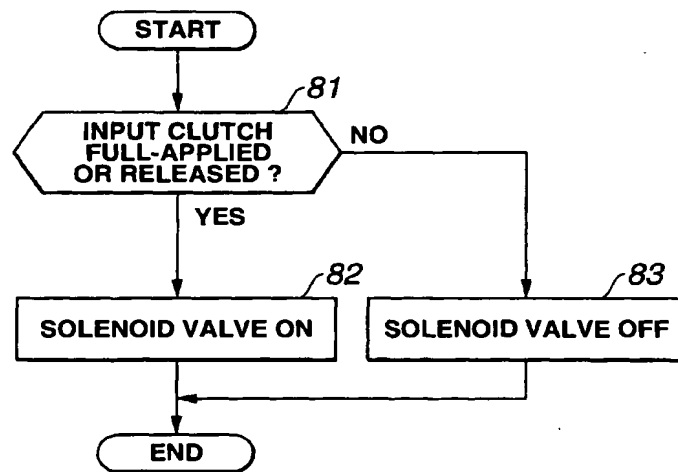 START
81
INPUT CLUTCH
FULL-APPLIED
OR RELEASED ?
NO
YES
82
SOLENOID VALVE ON
83
SOLENOID VALVE OFF
END